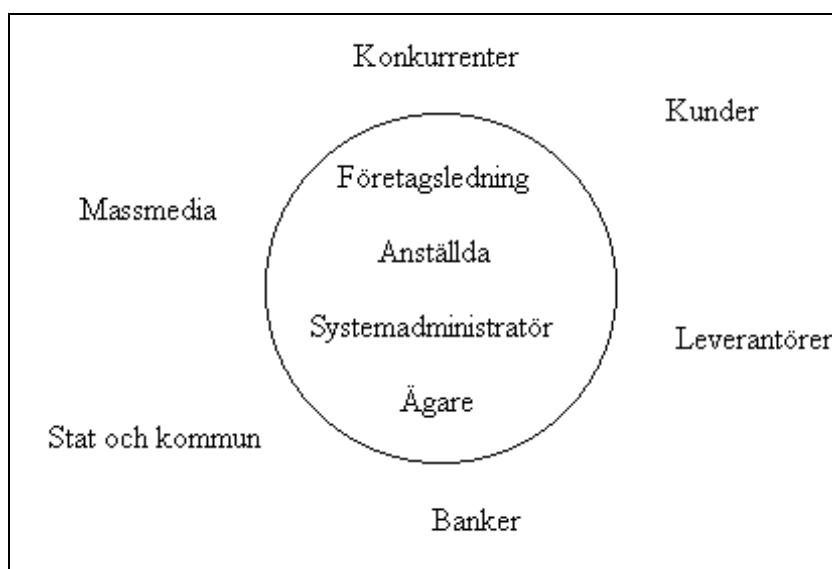 Konkurrenter
Kunder
Företagsledning
Massmedia
Anställda
Systemadministratör
Leverantörer
Ägare
Stat och kommun
Banker